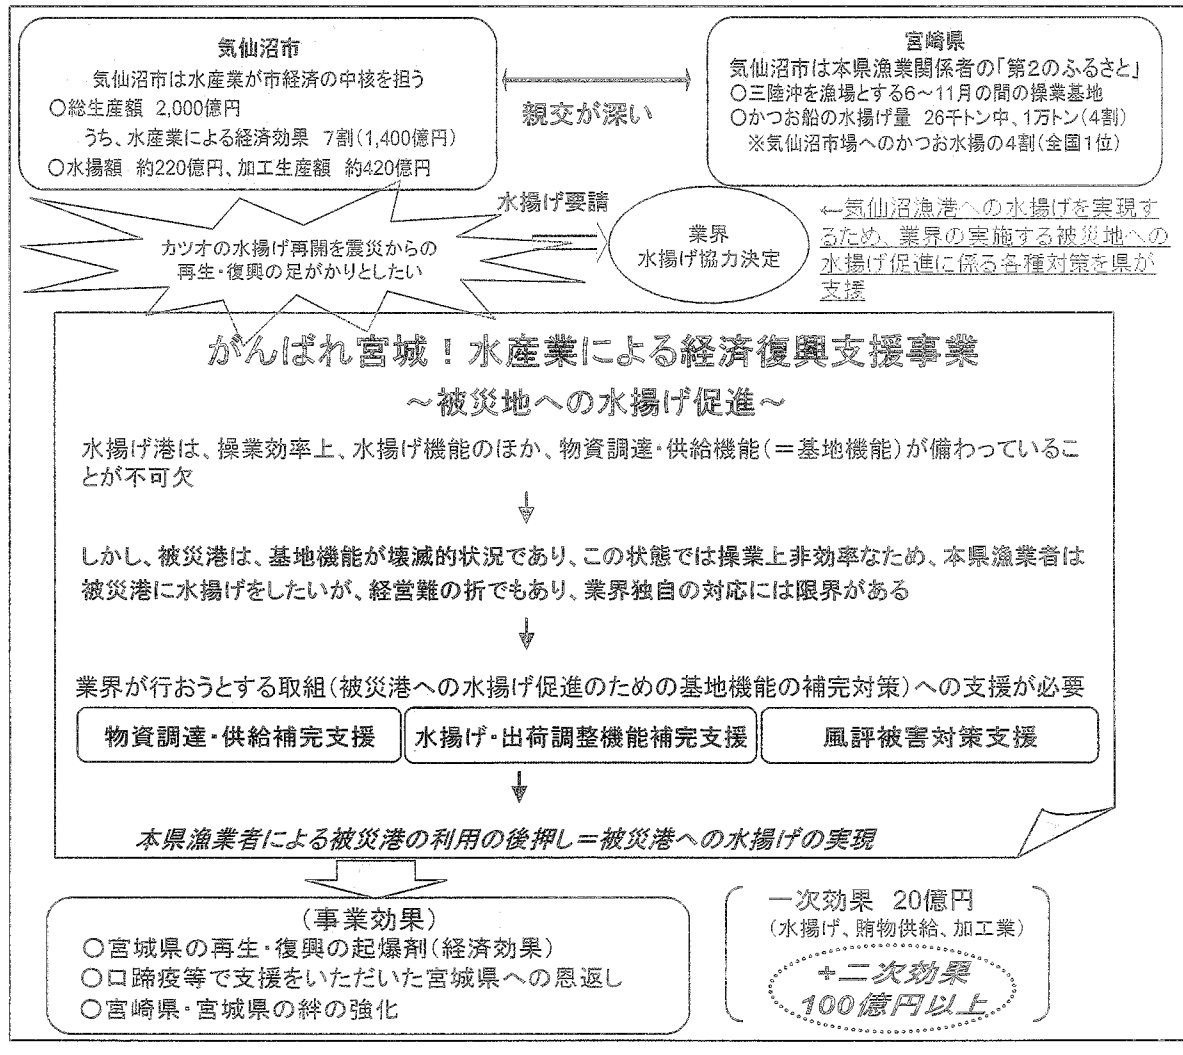 気仙沼市
気仙沼市は水産業が市経済の中核を担う
○総生産額 2,000億円
うち、水産業による経済効果 7割(1,400億円)
○水揚額 約220億円、加工生産額 約420億円
親交が深い
宮崎県
気仙沼市は本県漁業関係者の「第2のふるさと」
○三陸沖を漁場とする6～11月の間の操業基地
○かつお船の水揚げ量 26千トン中、1万トン(4割)
※気仙沼市場へのかつお水揚の4割(全国1位)
カツオの水揚げ再開を震災からの
再生・復興の足がかりとしたい
水揚げ要請
業界
水揚げ協力決定
←気仙沼漁港への水揚げを実現す
るため、業界の実施する被災地への
水揚げ促進に係る各種対策を県が
支援
がんばれ宮城！水産業による経済復興支援事業
～被災地への水揚げ促進～
水揚げ港は、操業効率上、水揚げ機能のほか、物資調達・供給機能(＝基地機能)が備わっているこ
とが不可欠
しかし、被災港は、基地機能が壊滅的状況であり、この状態では操業上非効率なため、本県漁業者は
被災港に水揚げをしたいが、経営難の折でもあり、業界独自の対応には限界がある
業界が行おうとする取組(被災港への水揚げ促進のための基地機能の補完対策)への支援が必要
物資調達・供給補完支援
水揚げ・出荷調整機能補完支援
風評被害対策支援
本県漁業者による被災港の利用の後押し＝被災港への水揚げの実現
(事業効果)
○宮城県の再生・復興の起爆剤(経済効果)
○口蹄疫等で支援をいただいた宮城県への恩返し
○宮崎県・宮城県の絆の強化
一次効果 20億円
(水揚げ、賄物供給、加工業)
＋二次効果
100億円以上